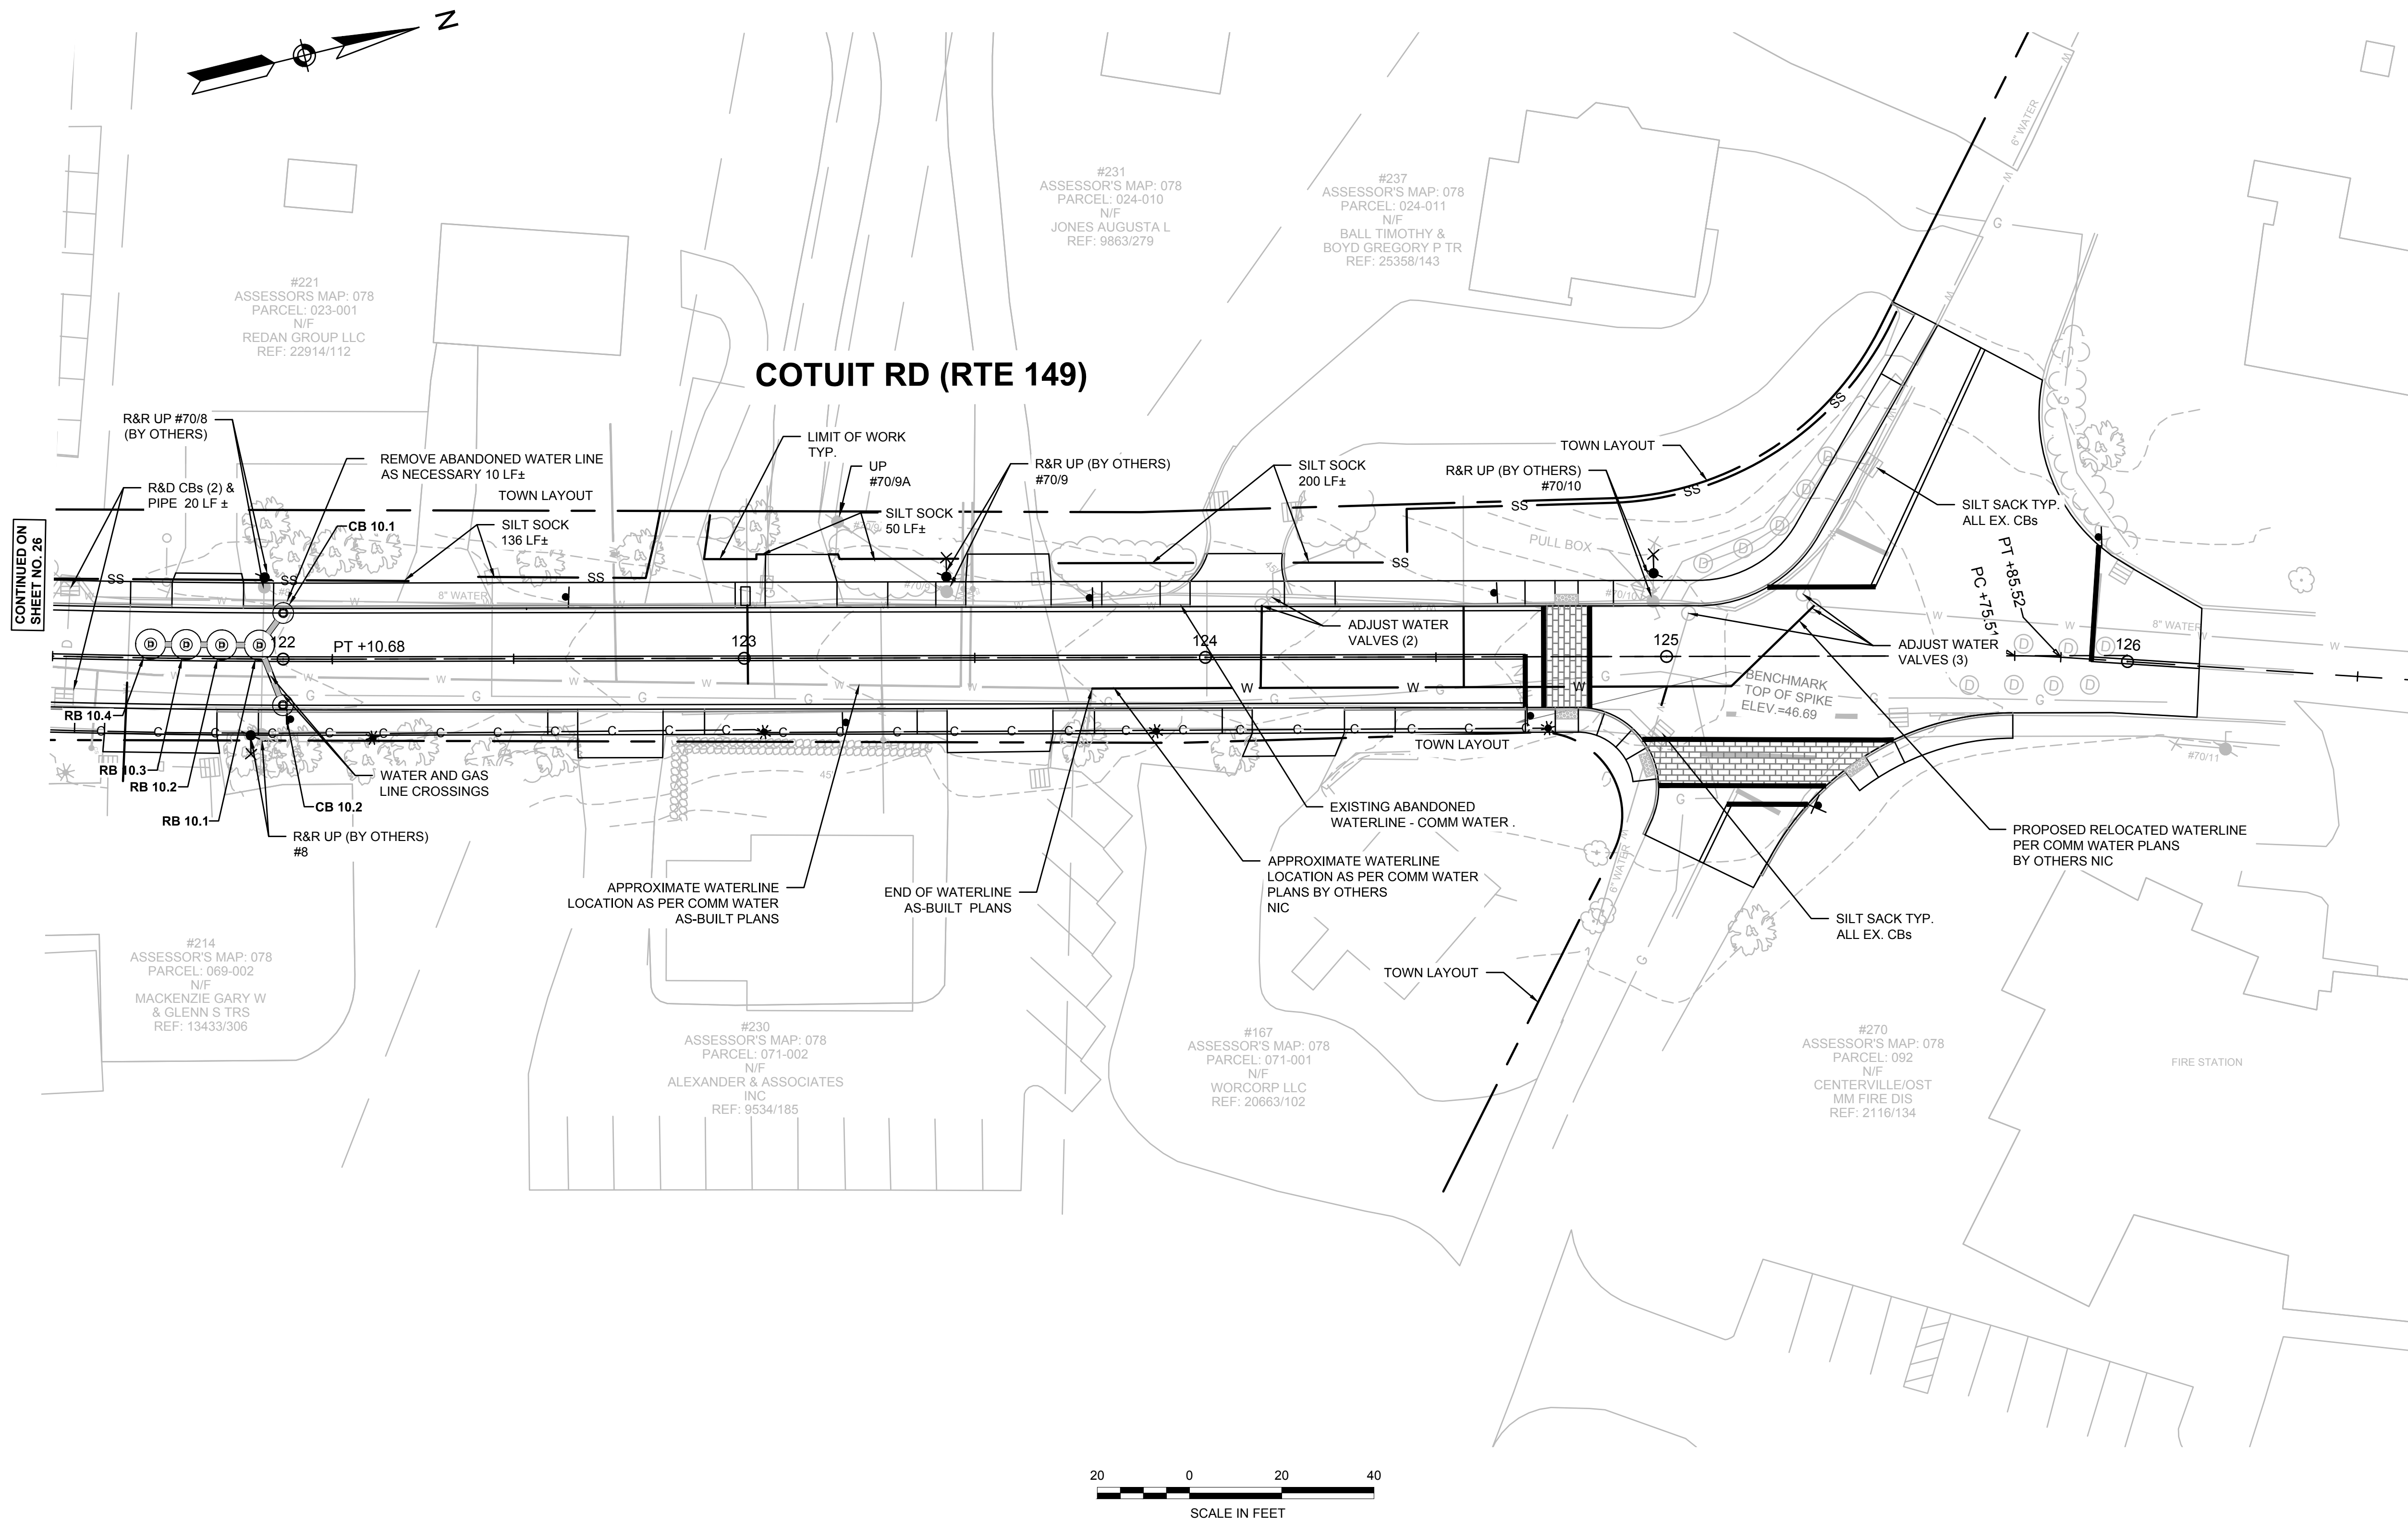 N
#231
ASSESSOR'S MAP: 078
PARCEL: 024-010
N/F
JONES AUGUSTA L
REF: 9863/279
#237
ASSESSOR'S MAP: 078
PARCEL: 024-011
N/F
BALL TIMOTHY &
BOYD GREGORY P TR
REF: 25358/143
6" WATER
#221
ASSESSORS MAP: 078
PARCEL: 023-001
N/F
REDAN GROUP LLC
REF: 22914/112
COTUIT RD (RTE 149)
R&R UP #70/8
(BY OTHERS)
REMOVE ABANDONED WATER LINE
AS NECESSARY 10 LF±
TOWN LAYOUT
R&D CBs (2) &
PIPE 20 LF ±
CB 10.1
SILT SOCK
136 LF±
LIMIT OF WORK
TYP.
UP
#70/9A
SILT SOCK
50 LF±
R&R UP (BY OTHERS)
#70/9
SILT SOCK
200 LF±
TOWN LAYOUT
R&R UP (BY OTHERS)
#70/10
SILT SACK TYP.
ALL EX. CBs
PULL BOX
CONTINUED ON
SHEET NO. 26
SS
SS
SS
SS
SS
SS
SS
8" WATER
#70/10
ADJUST WATER
VALVES (2)
ADJUST WATER
VALVES (3)
PC +75.51
PT +85.52
8" WATER
122
PT +10.68
123
124
125
126
BENCHMARK
TOP OF SPIKE
ELEV.=46.69
RB 10.4
RB 10.3
RB 10.2
RB 10.1
CB 10.2
WATER AND GAS
LINE CROSSINGS
R&R UP (BY OTHERS)
#8
45
TOWN LAYOUT
#70/11
EXISTING ABANDONED
WATERLINE - COMM WATER .
PROPOSED RELOCATED WATERLINE
PER COMM WATER PLANS
BY OTHERS NIC
APPROXIMATE WATERLINE
LOCATION AS PER COMM WATER
AS-BUILT PLANS
END OF WATERLINE
AS-BUILT PLANS
APPROXIMATE WATERLINE
LOCATION AS PER COMM WATER
PLANS BY OTHERS
NIC
6" WATER
SILT SACK TYP.
ALL EX. CBs
TOWN LAYOUT
#214
ASSESSOR'S MAP: 078
PARCEL: 069-002
N/F
MACKENZIE GARY W
& GLENN S TRS
REF: 13433/306
#230
ASSESSOR'S MAP: 078
PARCEL: 071-002
N/F
ALEXANDER & ASSOCIATES
INC
REF: 9534/185
#167
ASSESSOR'S MAP: 078
PARCEL: 071-001
N/F
WORCORP LLC
REF: 20663/102
#270
ASSESSOR'S MAP: 078
PARCEL: 092
N/F
CENTERVILLE/OST
MM FIRE DIS
REF: 2116/134
FIRE STATION
20 0 20 40
SCALE IN FEET